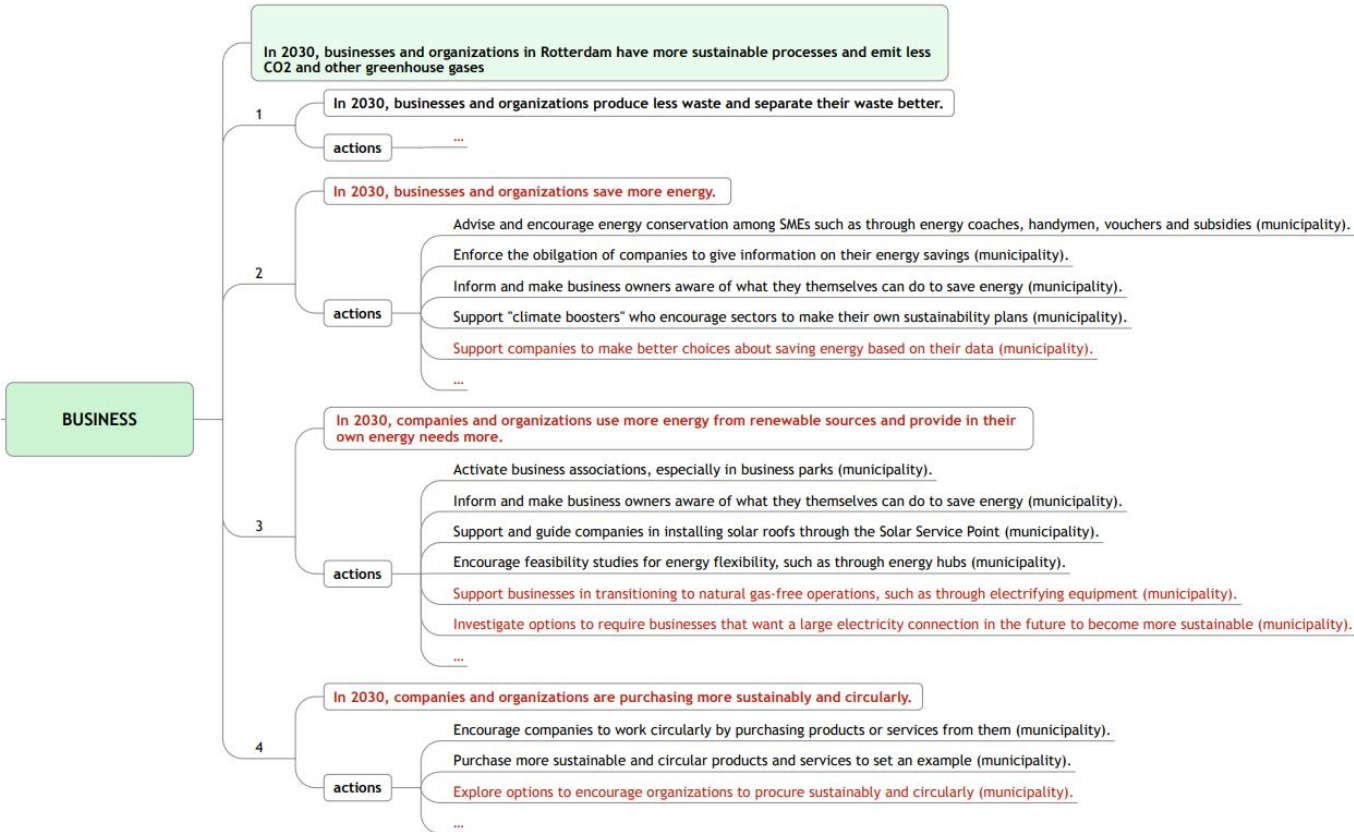 In 2030, businesses and organizations in Rotterdam have more sustainable processes and emit less
CO2 and other greenhouse gases
1
In 2030, businesses and organizations produce less waste and separate their waste better.
actions
...
2
In 2030, businesses and organizations save more energy.
actions
Advise and encourage energy conservation among SMEs such as through energy coaches, handymen, vouchers and subsidies (municipality).
Enforce the obilgation of companies to give information on their energy savings (municipality).
Inform and make business owners aware of what they themselves can do to save energy (municipality).
Support "climate boosters" who encourage sectors to make their own sustainability plans (municipality).
Support companies to make better choices about saving energy based on their data (municipality).
...
BUSINESS
3
In 2030, companies and organizations use more energy from renewable sources and provide in their
own energy needs more.
actions
Activate business associations, especially in business parks (municipality).
Inform and make business owners aware of what they themselves can do to save energy (municipality).
Support and guide companies in installing solar roofs through the Solar Service Point (municipality).
Encourage feasibility studies for energy flexibility, such as through energy hubs (municipality).
Support businesses in transitioning to natural gas-free operations, such as through electrifying equipment (municipality).
Investigate options to require businesses that want a large electricity connection in the future to become more sustainable (municipality).
...
4
In 2030, companies and organizations are purchasing more sustainably and circularly.
actions
Encourage companies to work circularly by purchasing products or services from them (municipality).
Purchase more sustainable and circular products and services to set an example (municipality).
Explore options to encourage organizations to procure sustainably and circularly (municipality).
...